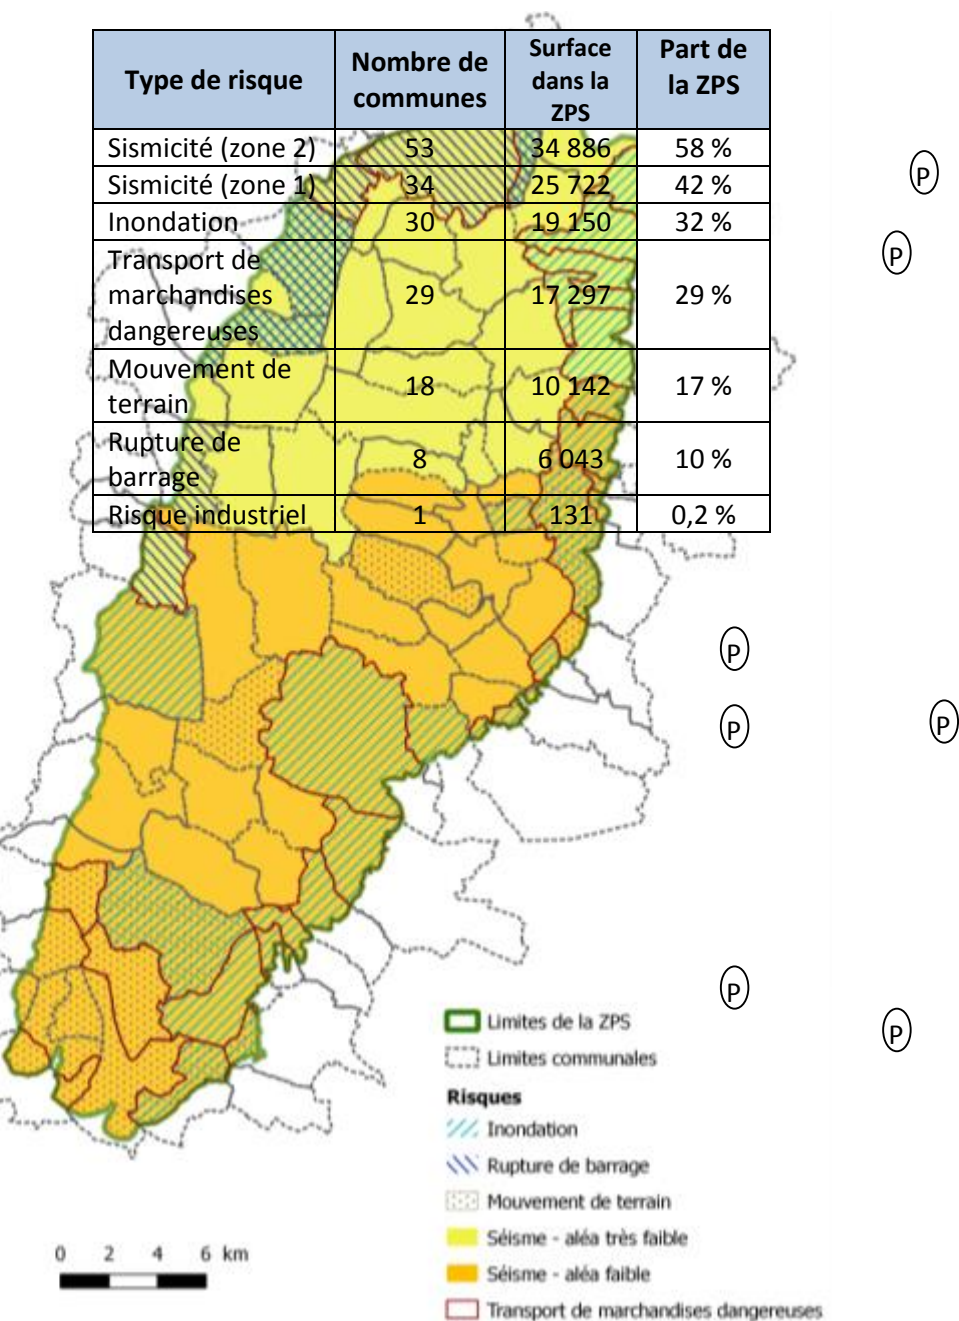 Type de risque
Nombre de communes
Surface dans la ZPS
Part de la ZPS
Sismicité (zone 2) 53 34 886 58 %
Sismicité (zone 1) 34 25 722 42 %
Inondation 30 19 150 32 %
Transport de
marchandises 29 17 297 29 %
dangereuses
Mouvement de
terrain 18 10 142 17 %
Rupture de
barrage 8 6 043 10 %
Risque industriel 1 131 0,2 %
P
P
P
P
P
P
P
Limites de la ZPS
Limites communales
Risques
Inondation
Rupture de barrage
Mouvement de terrain
Séisme - aléa très faible
Séisme - aléa faible
Transport de marchandises dangereuses
0 2 4 6 km